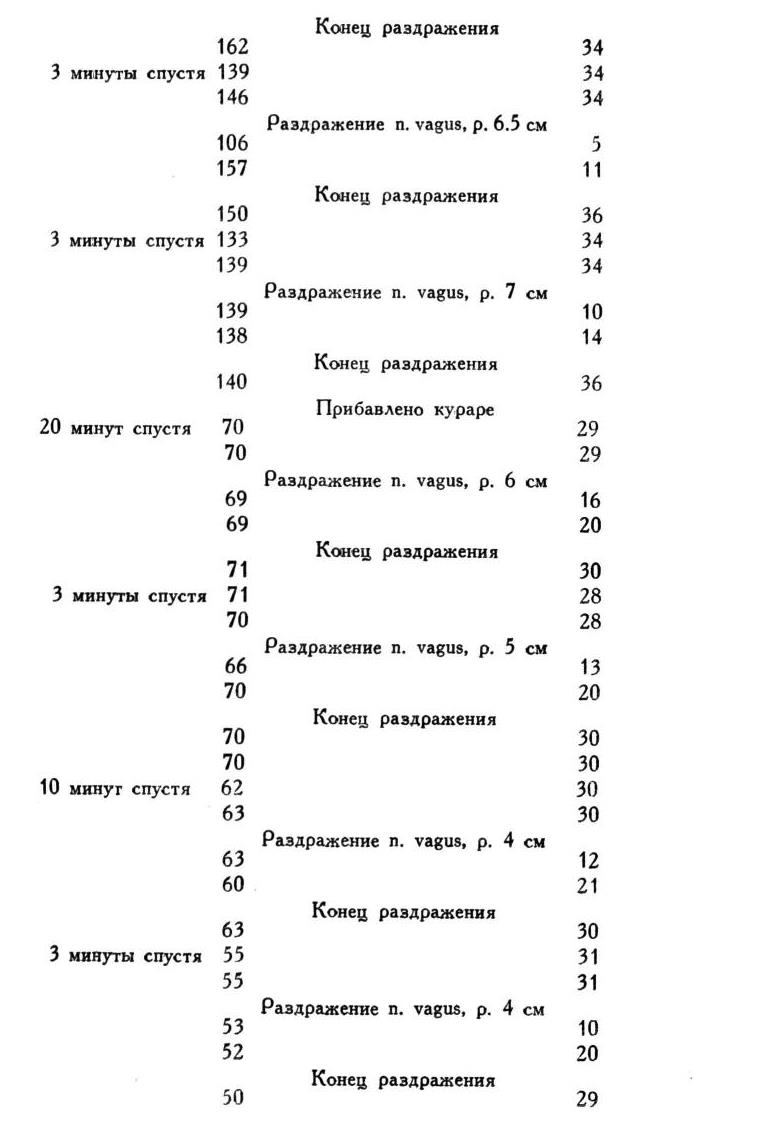 Конец раздражения
162 34
3 минуты спустя 139 34
146 34
Раздражение n. vagus, р. 6.5 см
106 5
157 11
Конец раздражения
150 36
3 минуты спустя 133 34
139 34
Раздражение n. vagus, р. 7 см
139 10
138 14
Конец раздражения
140 36
Прибавлено кураре
20 минут спустя 70 29
70 29
Раздражение n. vagus, р. 6 см
69 16
69 20
Конец раздражения
71 30
3 минуты спустя 71 28
70 28
Раздражение n. vagus, р. 5 см
66 13
70 20
Конец раздражения
70 30
70 30
10 минут спустя 62 30
63 30
Раздражение n. vagus, р. 4 см
63 12
60 21
Конец раздражения
63 30
3 минуты спустя 55 31
55 31
Раздражение n. vagus, р. 4 см
53 10
52 20
Конец раздражения
50 29